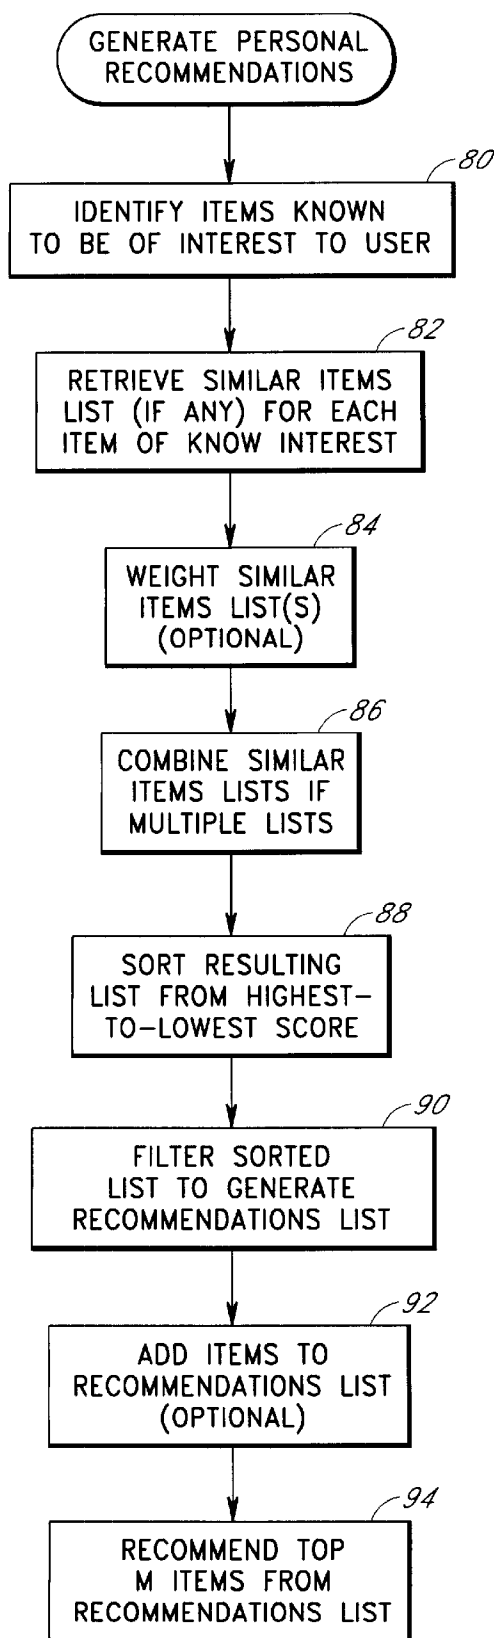 GENERATE PERSONAL
RECOMMENDATIONS
80
IDENTIFY ITEMS KNOWN
TO BE OF INTEREST TO USER
82
RETRIEVE SIMILAR ITEMS
LIST (IF ANY) FOR EACH
ITEM OF KNOW INTEREST
84
WEIGHT SIMILAR
ITEMS LIST(S)
(OPTIONAL)
86
COMBINE SIMILAR
ITEMS LISTS IF
MULTIPLE LISTS
88
SORT RESULTING
LIST FROM HIGHEST-
TO-LOWEST SCORE
90
FILTER SORTED
LIST TO GENERATE
RECOMMENDATIONS LIST
92
ADD ITEMS TO
RECOMMENDATIONS LIST
(OPTIONAL)
94
RECOMMEND TOP
M ITEMS FROM
RECOMMENDATIONS LIST